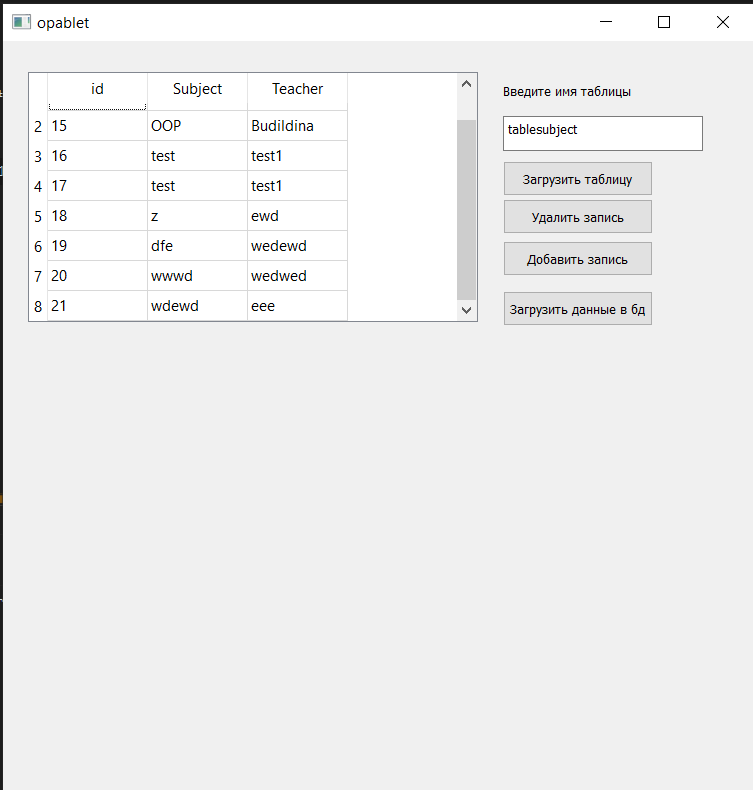 opablet
id Subject Teacher
2 15 OOP Budildina
3 16 test test1
4 17 test test1
5 18 z ewd
6 19 dfe wedewd
7 20 wwwd wedwed
8 21 wdewd eee
Введите имя таблицы
tablesubject
Загрузить таблицу
Удалить запись
Добавить запись
Загрузить данные в бд